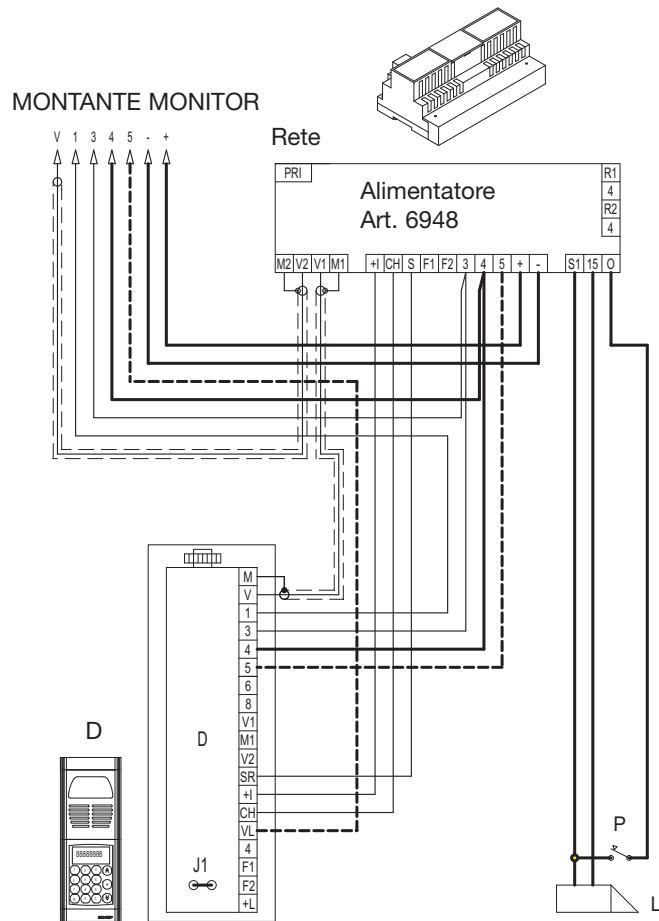 MONTANTE MONITOR
V 1 3 4 5 - +
Rete
PRI
Alimentatore
Art. 6948
R1
4
R2
4
M2 V2 V1 M1 +I CH S F1 F2 3 4 5 + - S1 15 O
M
V
1
3
4
5
6
8
V1
M1
V2
SR
+I
CH
VL
4
F1
F2
+L
D
J1
D
88888888
P
L